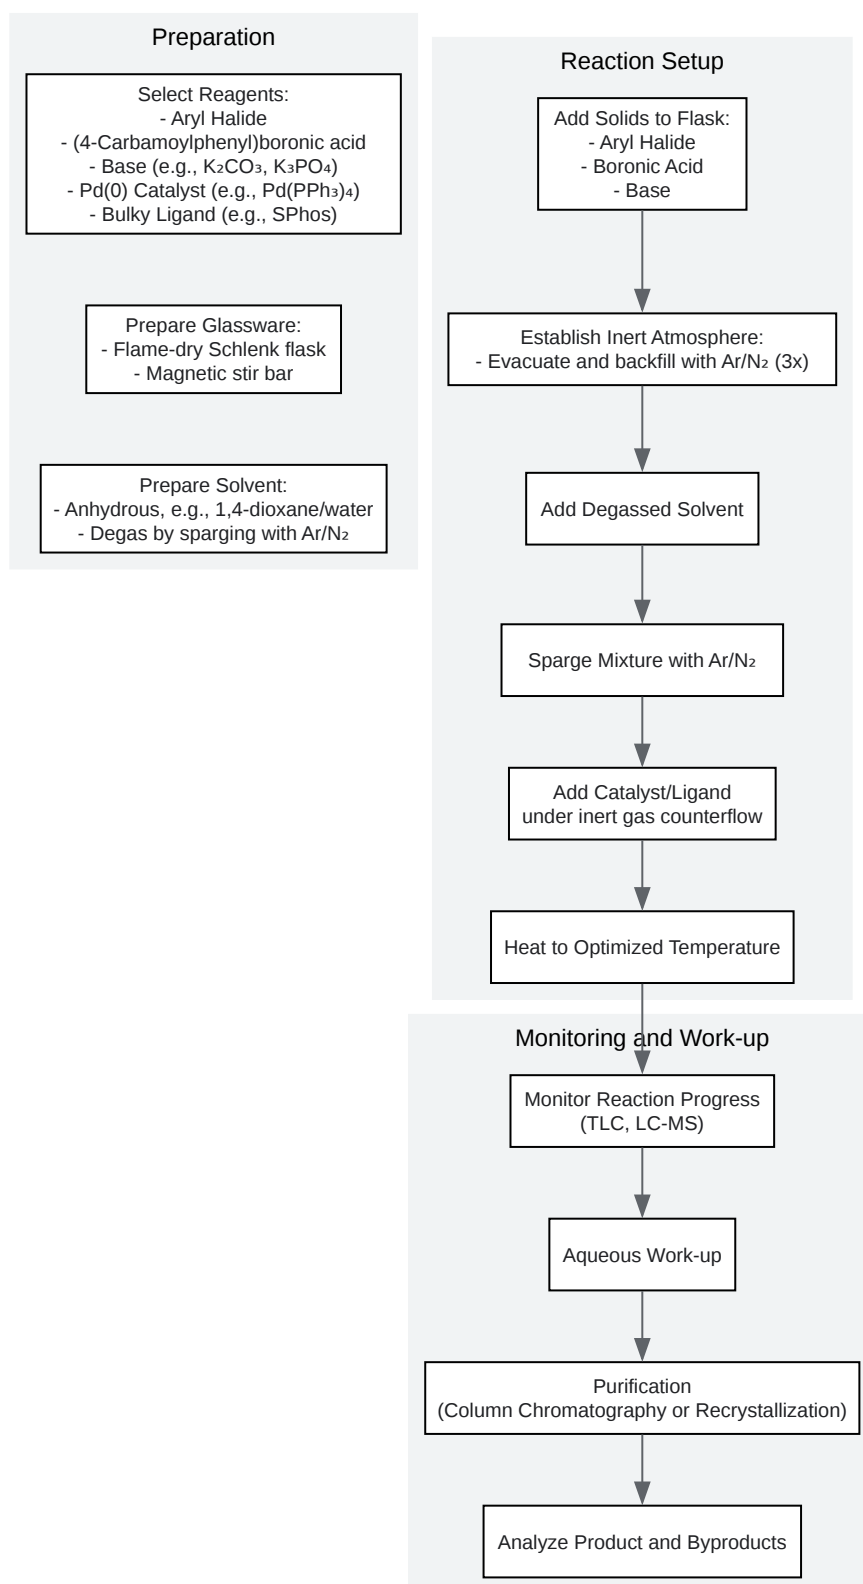 Preparation
Select Reagents:
- Aryl Halide
- (4-Carbamoylphenyl)boronic acid
- Base (e.g., K₂CO₃, K₃PO₄)
- Pd(0) Catalyst (e.g., Pd(PPh₃)₄)
- Bulky Ligand (e.g., SPhos)
Prepare Glassware:
- Flame-dry Schlenk flask
- Magnetic stir bar
Prepare Solvent:
- Anhydrous, e.g., 1,4-dioxane/water
- Degas by sparging with Ar/N₂
Reaction Setup
Add Solids to Flask:
- Aryl Halide
- Boronic Acid
- Base
Establish Inert Atmosphere:
- Evacuate and backfill with Ar/N₂ (3x)
Add Degassed Solvent
Sparge Mixture with Ar/N₂
Add Catalyst/Ligand
under inert gas counterflow
Heat to Optimized Temperature
Monitoring and Work-up
Monitor Reaction Progress
(TLC, LC-MS)
Aqueous Work-up
Purification
(Column Chromatography or Recrystallization)
Analyze Product and Byproducts